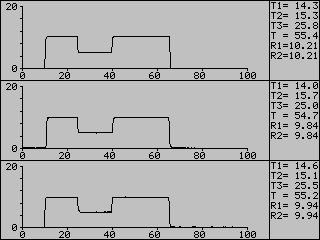 20
T1= 14.3
T2= 15.3
T3= 25.8
T = 55.4
R1=10.21
R2=10.21
0
0 20 40 60 80 100
20
T1= 14.0
T2= 15.7
T3= 25.0
T = 54.7
R1= 9.84
R2= 9.84
0
0 20 40 60 80 100
20
T1= 14.6
T2= 15.1
T3= 25.5
T = 55.2
R1= 9.94
R2= 9.94
0
0 20 40 60 80 100